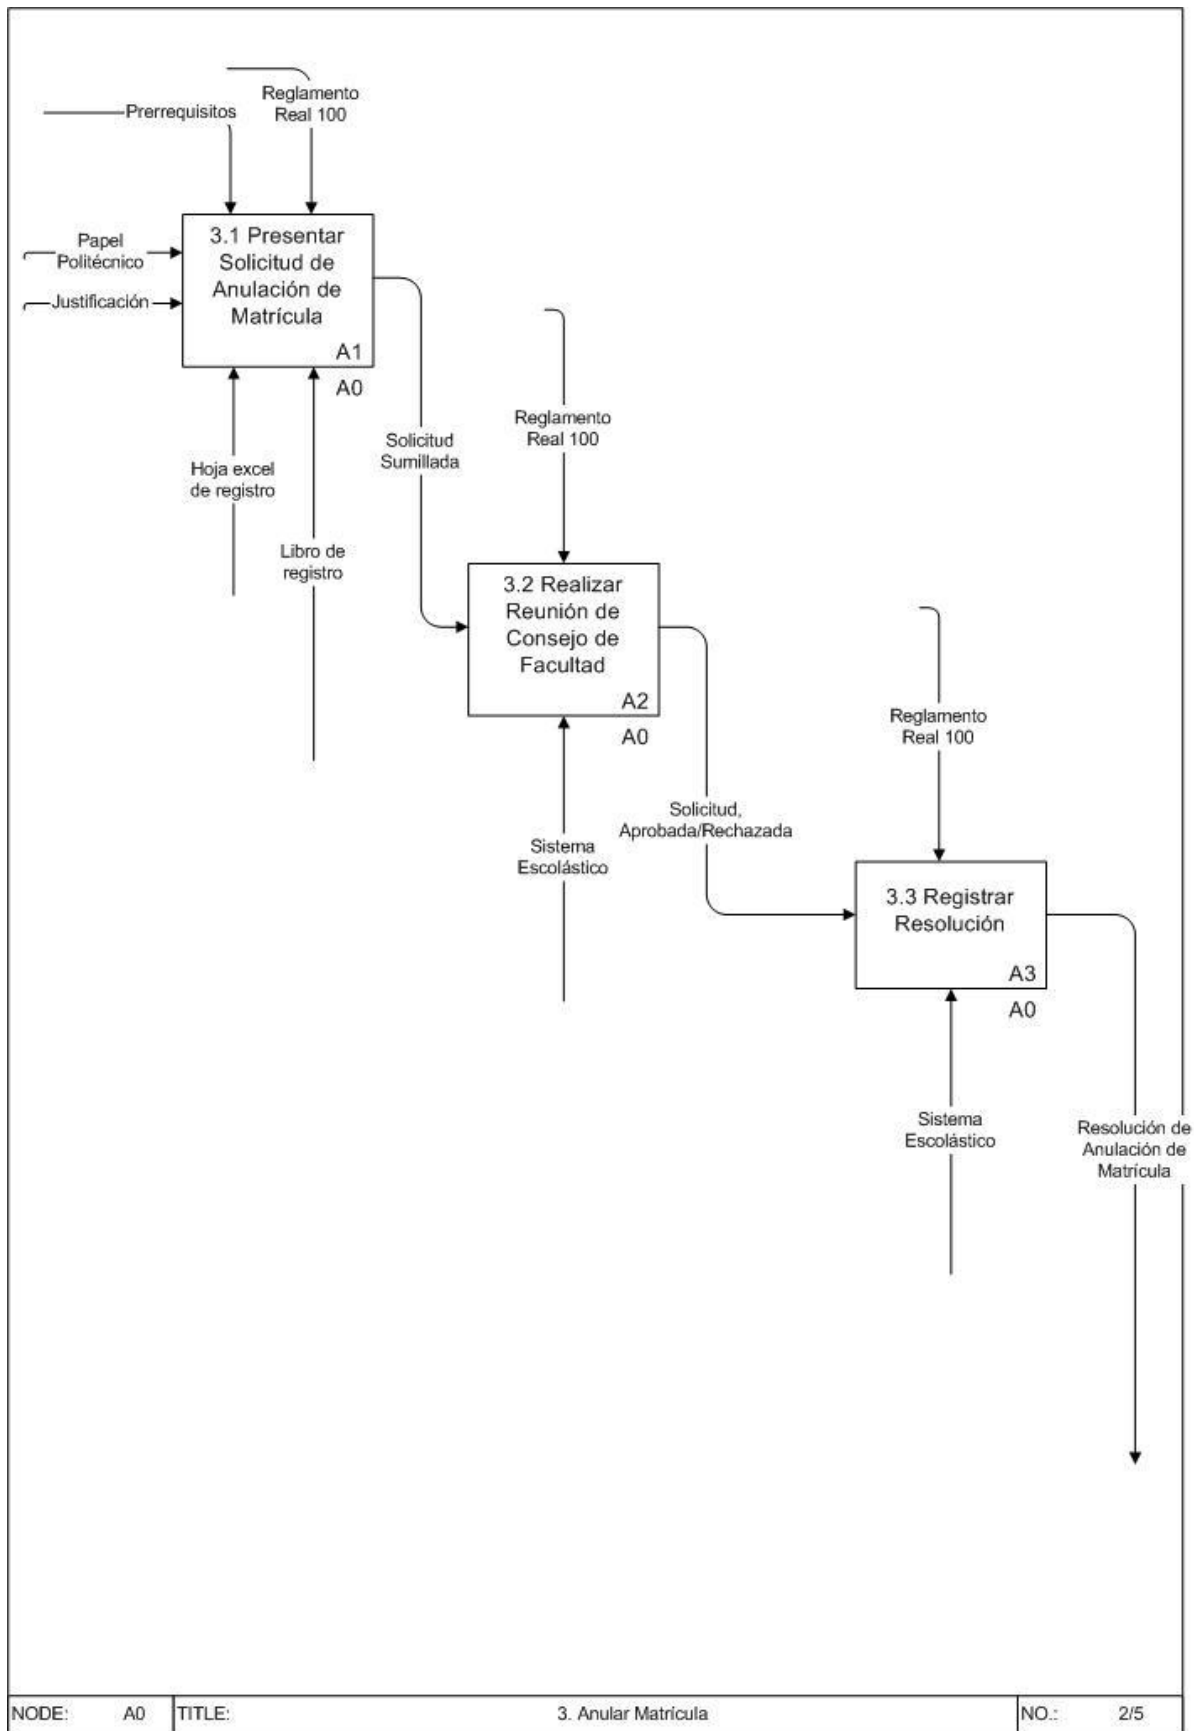 Reglamento
Real 100
Prerrequisitos
Papel
Politécnico
Justificación
3.1 Presentar
Solicitud de
Anulación de
Matrícula
A1
A0
Hoja excel
de registro
Libro de
registro
Solicitud
Sumillada
Reglamento
Real 100
3.2 Realizar
Reunión de
Consejo de
Facultad
A2
A0
Sistema
Escolástico
Solicitud,
Aprobada/Rechazada
Reglamento
Real 100
3.3 Registrar
Resolución
A3
A0
Sistema
Escolástico
Resolución de
Anulación de
Matrícula
NODE: A0 TITLE: 3. Anular Matrícula NO.: 2/5